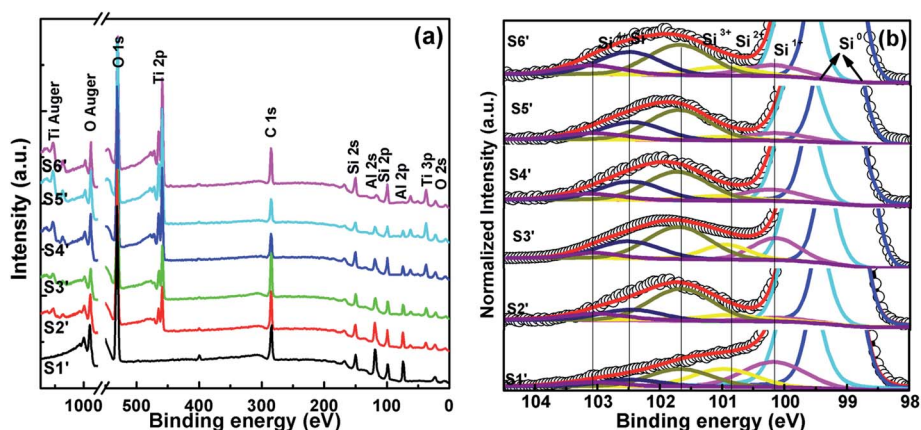 (a)
Ti Auger
O Auger
O 1s
Ti 2p
C 1s
Si 2s
Al 2s
Si 2p
Al 2p
Ti 3p
O 2s
S6'
S5'
S4'
S3'
S2'
S1'
Intensity (a.u.)
1000 500 400 300 200 100 0
Binding energy (eV)
(b)
Si 3+
Si 2+
Si 1+
Si 0
S6'
S5'
S4'
S3'
S2'
S1'
Normalized Intensity (a.u.)
104 103 102 101 100 99 98
Binding energy (eV)